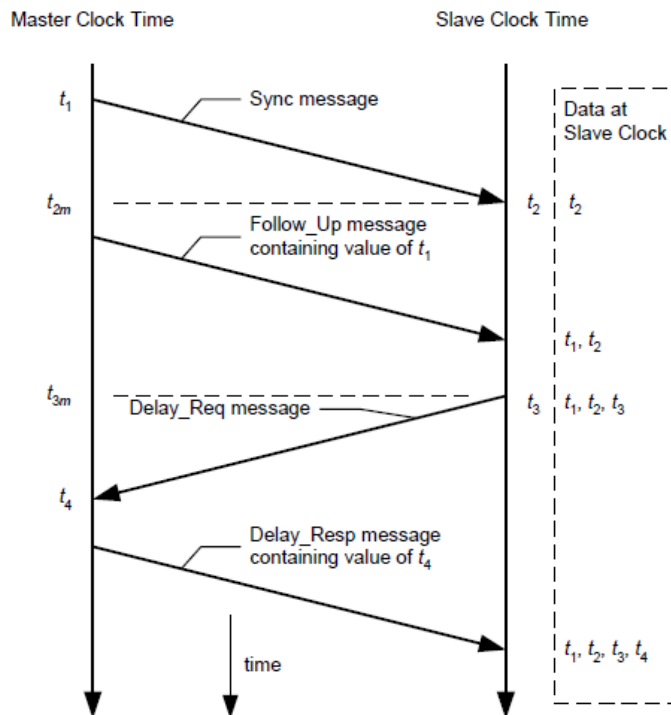 Master Clock Time
Slave Clock Time
t1
Sync message
Data at
Slave Clock
t2m
t2
t2
Follow_Up message
containing value of t1
t1, t2
t3m
Delay_Req message
t3
t1, t2, t3
t4
Delay_Resp message
containing value of t4
time
t1, t2, t3, t4